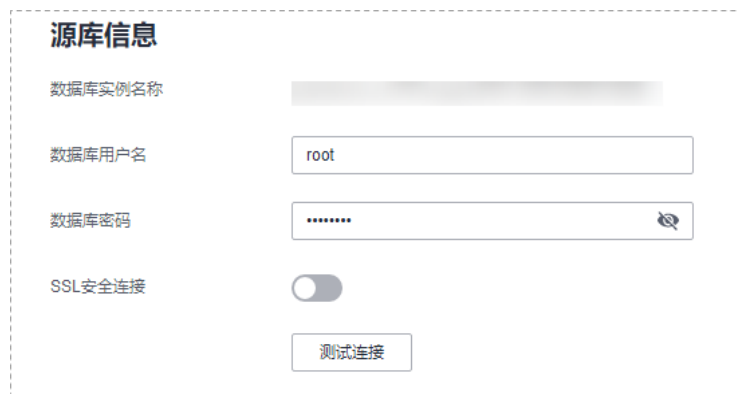 源库信息
数据库实例名称
数据库用户名 root
数据库密码 ••••••••
SSL安全连接
测试连接